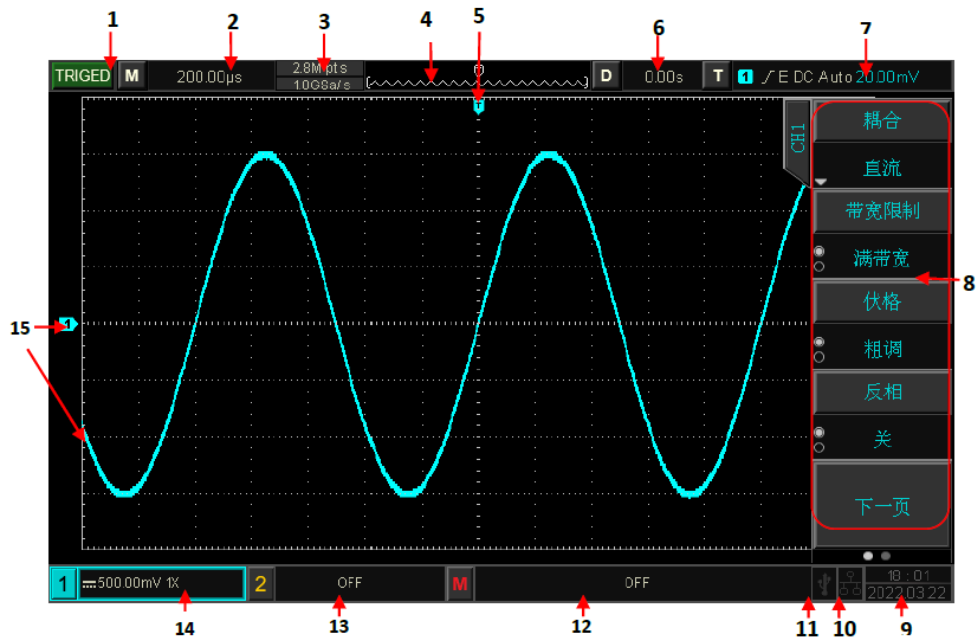 1 2 3 4 5 6 7
TRIGED M 200.00μs 2.8Mpts D 0.00s T 1 E DC Auto 20.00mV
10GSa/s
T
CH1
耦合
直流
带宽限制
满带宽
8
伏格
15 1
粗调
反相
关
下一页
1 500.00mV 1X 2 OFF M OFF 18:01
2022.03.22
14 13 12 11 10 9